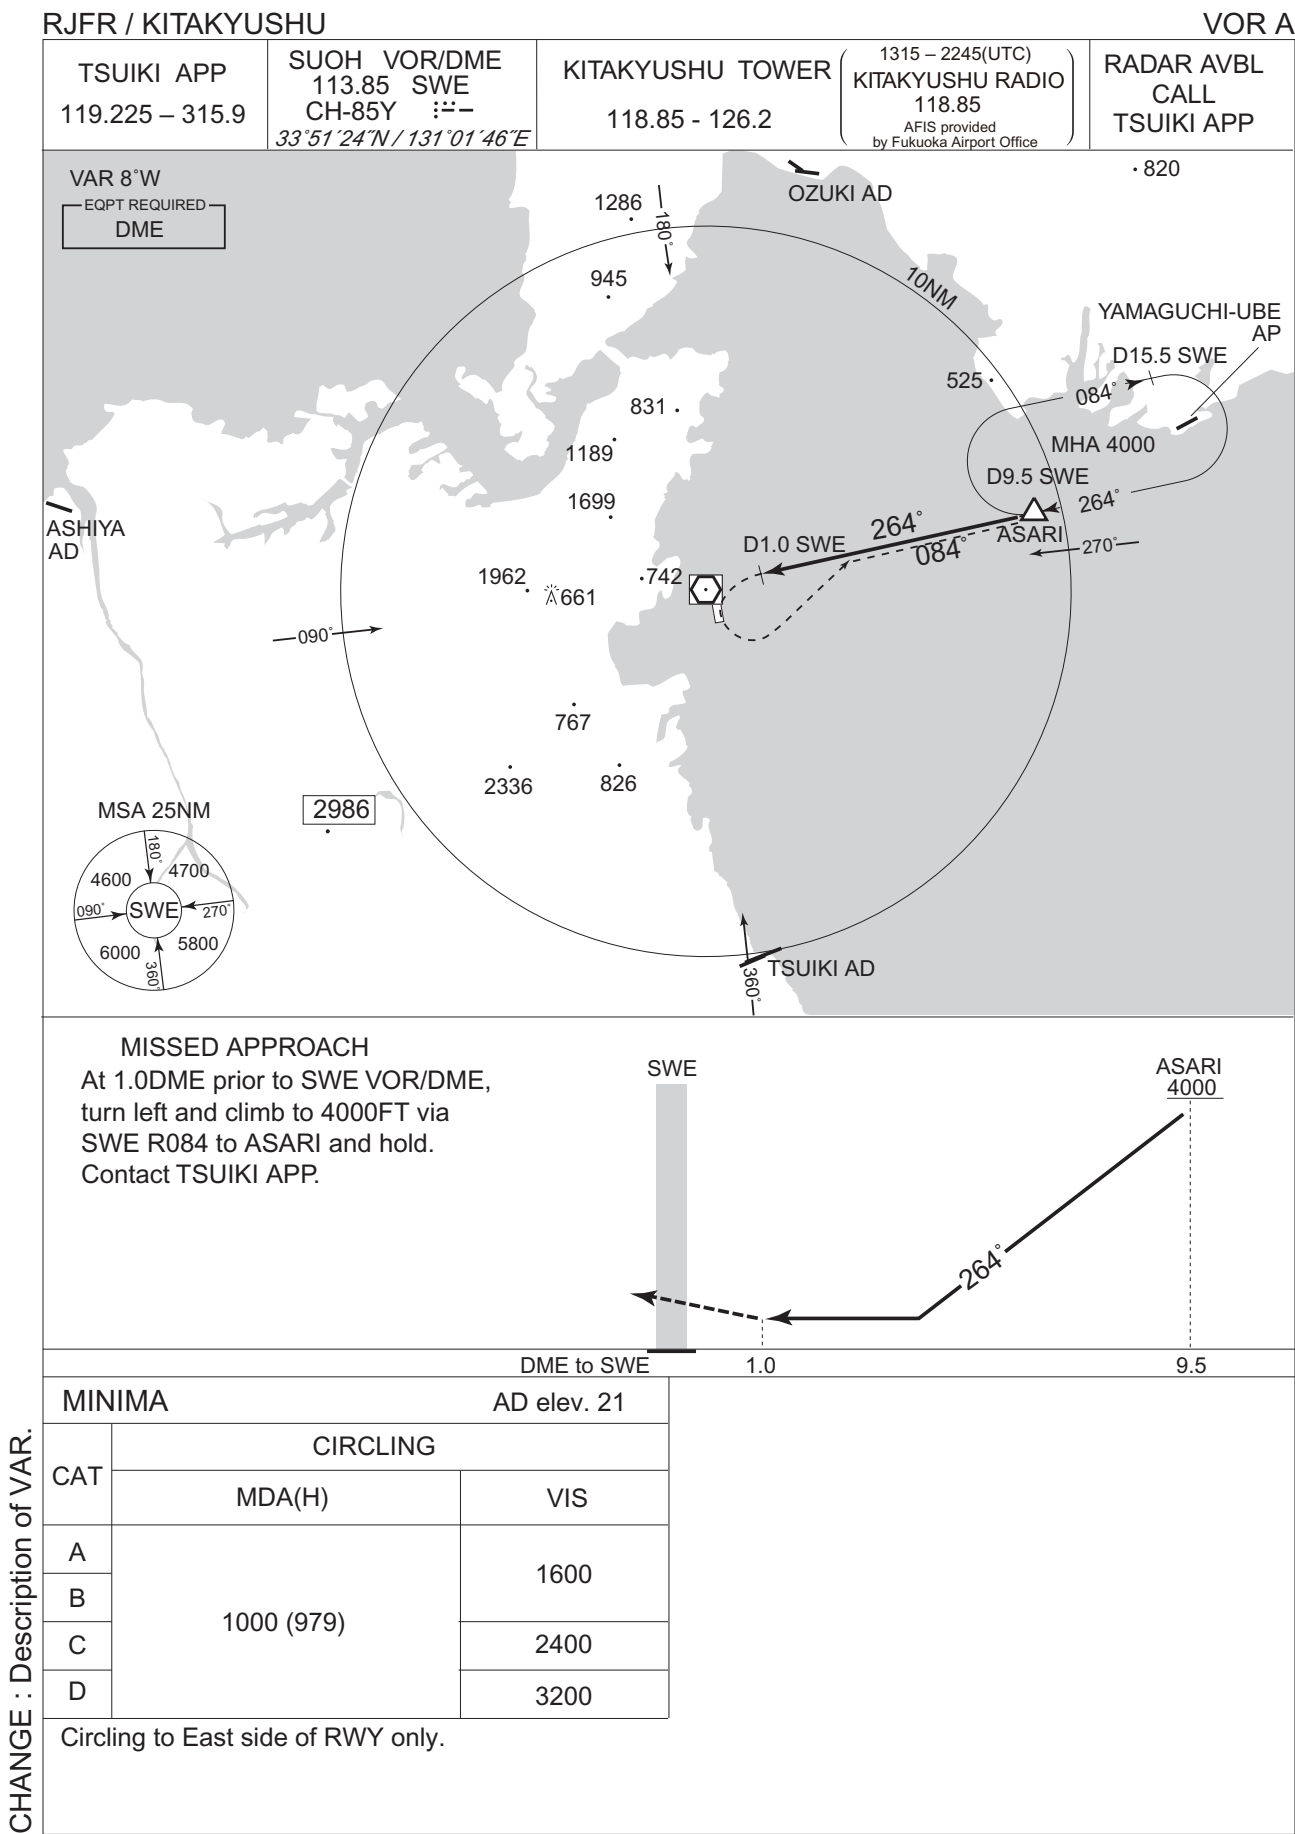 RJFR / KITAKYUSHU
VOR A
TSUIKI APP
119.225 – 315.9
SUOH VOR/DME
113.85 SWE
CH-85Y
33°51´24˝N / 131°01´46˝E
KITAKYUSHU TOWER
118.85 - 126.2
1315 – 2245(UTC)
KITAKYUSHU RADIO
118.85
AFIS provided
by Fukuoka Airport Office
RADAR AVBL
CALL
TSUIKI APP
VAR 8°W
EQPT REQUIRED
DME
820
OZUKI AD
1286
180°
945
10NM
YAMAGUCHI-UBE
AP
D15.5 SWE
525
084°
831
MHA 4000
1189
D9.5 SWE
1699
264°
ASHIYA
AD
264°
ASARI
D1.0 SWE
084°
270°
1962
661
742
090°
767
2336
826
2986
MSA 25NM
180°
4600
4700
090°
SWE
270°
6000
5800
360°
TSUIKI AD
360°
MISSED APPROACH
At 1.0DME prior to SWE VOR/DME,
turn left and climb to 4000FT via
SWE R084 to ASARI and hold.
Contact TSUIKI APP.
SWE
ASARI
4000
264°
DME to SWE
1.0
9.5
MINIMA
AD elev. 21
CAT
CIRCLING
MDA(H)
VIS
A
B
C
D
1000 (979)
1600
2400
3200
Circling to East side of RWY only.
CHANGE : Description of VAR.